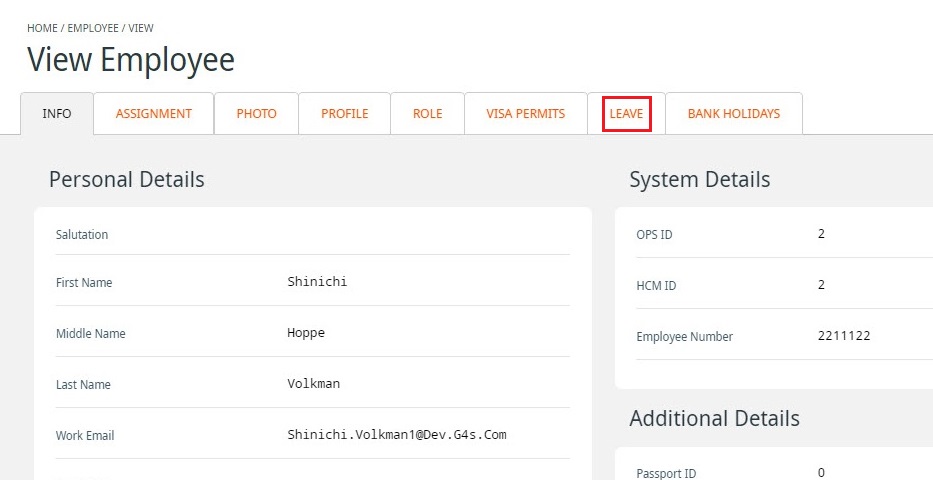 HOME / EMPLOYEE / VIEW
View Employee
INFO ASSIGNMENT PHOTO PROFILE ROLE VISA PERMITS LEAVE BANK HOLIDAYS
Personal Details
Salutation
First Name Shinichi
Middle Name Hoppe
Last Name Volkman
Work Email Shinichi.Volkman1@Dev.G4s.Com
System Details
OPS ID 2
HCM ID 2
Employee Number 2211122
Additional Details
Passport ID 0